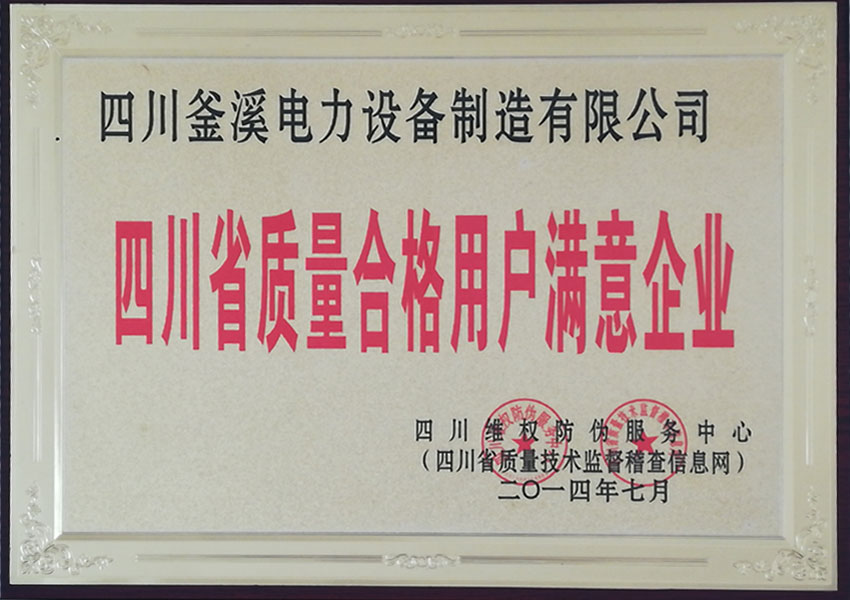 四川釜溪电力设备制造有限公司
四川省质量合格用户满意企业
四川维权防伪服务中心
（四川省质量技术监督稽查信息网）
二〇一四年七月